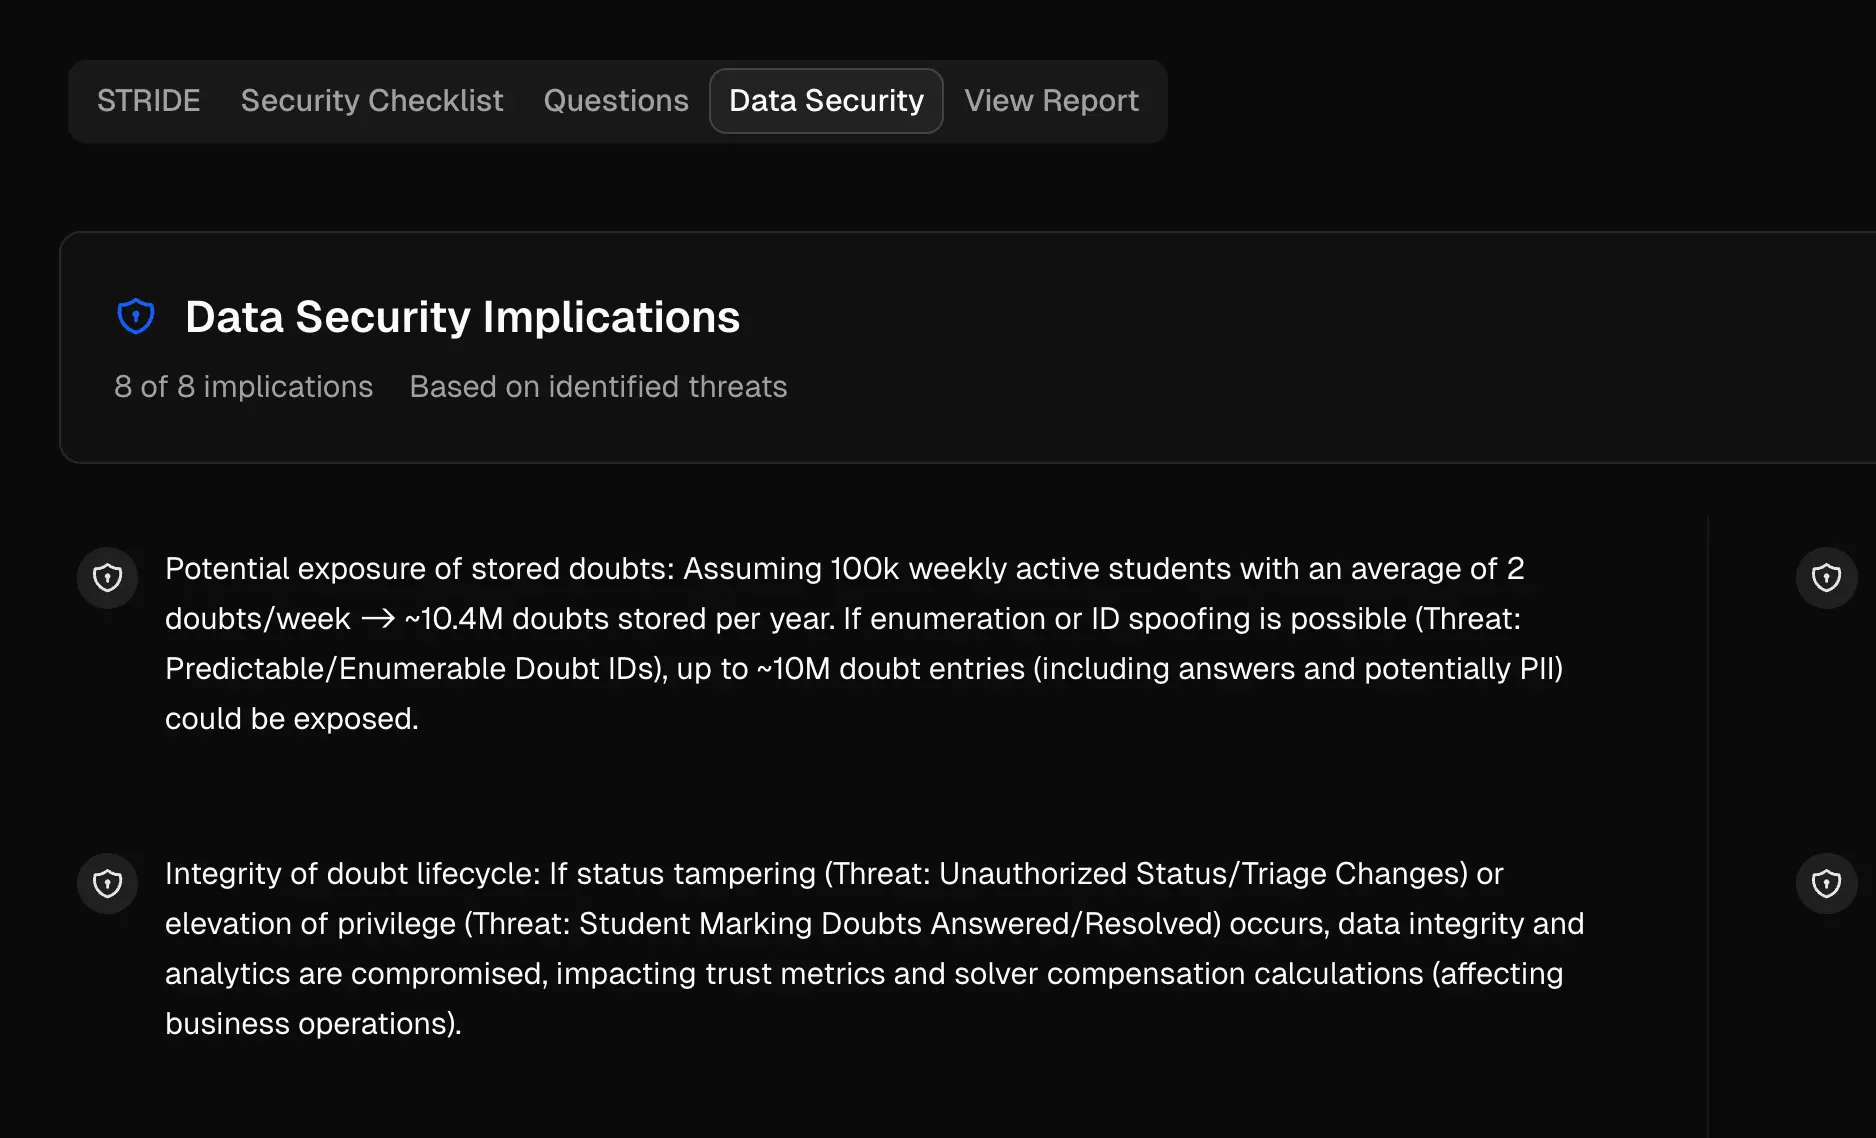 STRIDE Security Checklist Questions Data Security View Report
Data Security Implications
8 of 8 implications Based on identified threats
Potential exposure of stored doubts: Assuming 100k weekly active students with an average of 2
doubts/week → ~10.4M doubts stored per year. If enumeration or ID spoofing is possible (Threat:
Predictable/Enumerable Doubt IDs), up to ~10M doubt entries (including answers and potentially PII)
could be exposed.
Integrity of doubt lifecycle: If status tampering (Threat: Unauthorized Status/Triage Changes) or
elevation of privilege (Threat: Student Marking Doubts Answered/Resolved) occurs, data integrity and
analytics are compromised, impacting trust metrics and solver compensation calculations (affecting
business operations).